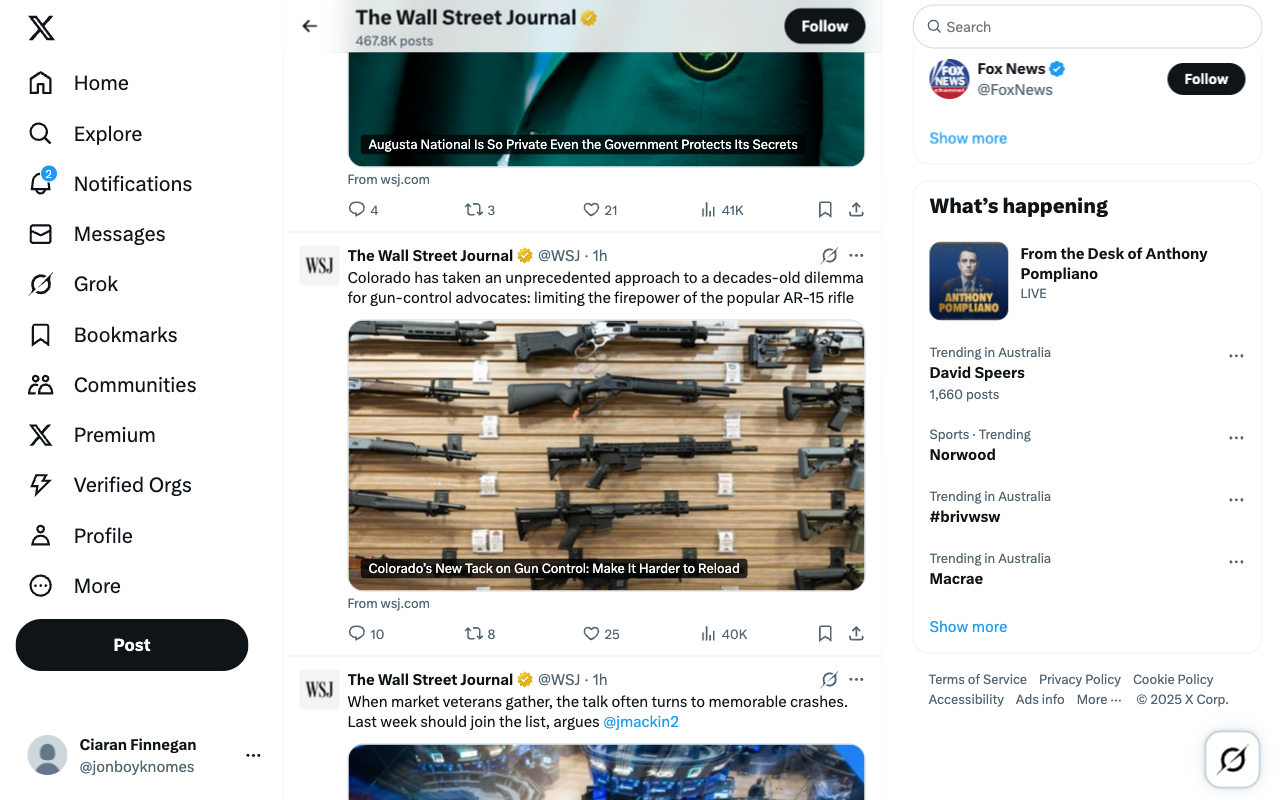 Home
Explore
2
Notifications
Messages
Grok
Bookmarks
Communities
Premium
Verified Orgs
Profile
More
Post
Ciaran Finnegan
@jonboyknomes
The Wall Street Journal
467.8K posts
Follow
Augusta National Is So Private Even the Government Protects Its Secrets
From wsj.com
4 3 21 41K
WSJ
The Wall Street Journal @WSJ · 1h
Colorado has taken an unprecedented approach to a decades-old dilemma
for gun-control advocates: limiting the firepower of the popular AR-15 rifle
Colorado’s New Tack on Gun Control: Make It Harder to Reload
From wsj.com
10 8 25 40K
WSJ
The Wall Street Journal @WSJ · 1h
When market veterans gather, the talk often turns to memorable crashes.
Last week should join the list, argues @jmackin2
Search
FOX
NEWS
channel
Fox News
@FoxNews
Follow
Show more
What’s happening
ANTHONY
POMPLIANO
From the Desk of Anthony
Pompliano
LIVE
Trending in Australia
David Speers
1,660 posts
Sports · Trending
Norwood
Trending in Australia
#brivwsw
Trending in Australia
Macrae
Show more
Terms of Service Privacy Policy Cookie Policy
Accessibility Ads info More ··· © 2025 X Corp.